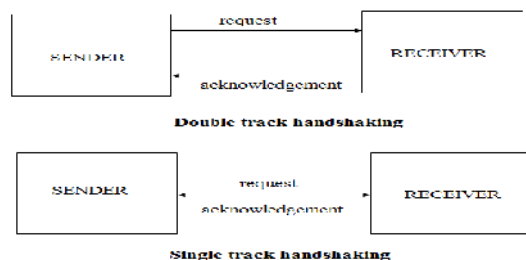 request
SENDER
RECEIVER
acknowledgement
Double track handshaking
request
SENDER
RECEIVER
acknowledgement
Single track handshaking